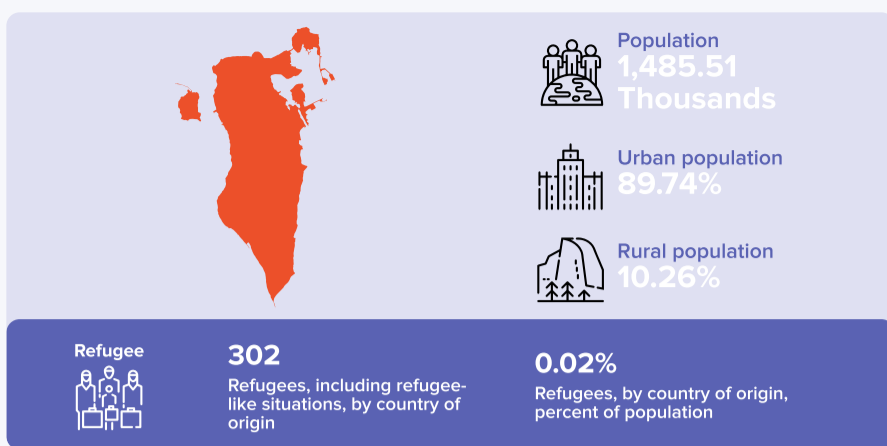 Population
1,485.51
Thousands
Urban population
89.74%
Rural population
10.26%
Refugee
302
Refugees, including refugee-
like situations, by country of
origin
0.02%
Refugees, by country of origin,
percent of population